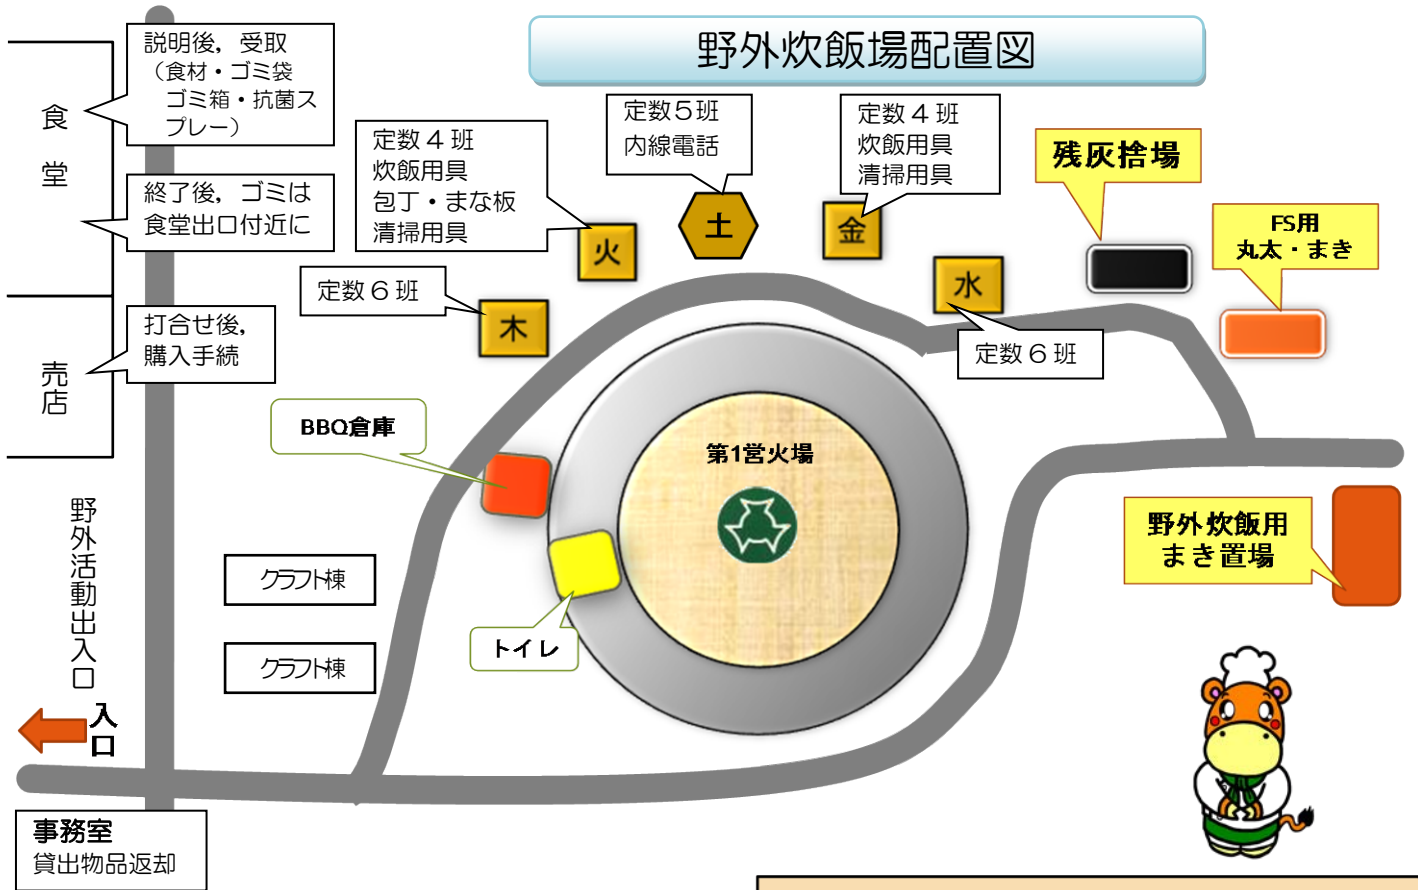 野外炊飯場配置図
説明後，受取
（食材・ゴミ袋
ゴミ箱・抗菌ス
プレー）
食
堂
終了後，ゴミは
食堂出口付近に
打合せ後，
購入手続
売店
定数４班
炊飯用具
包丁・まな板
清掃用具
定数５班
内線電話
定数４班
炊飯用具
清掃用具
残灰捨場
FS用
丸太・まき
火
土
金
水
木
定数６班
定数６班
BBQ倉庫
第1営火場
野外炊飯用
まき置場
トイレ
クラフト棟
クラフト棟
野外活動出入口
入口
事務室
貸出物品返却